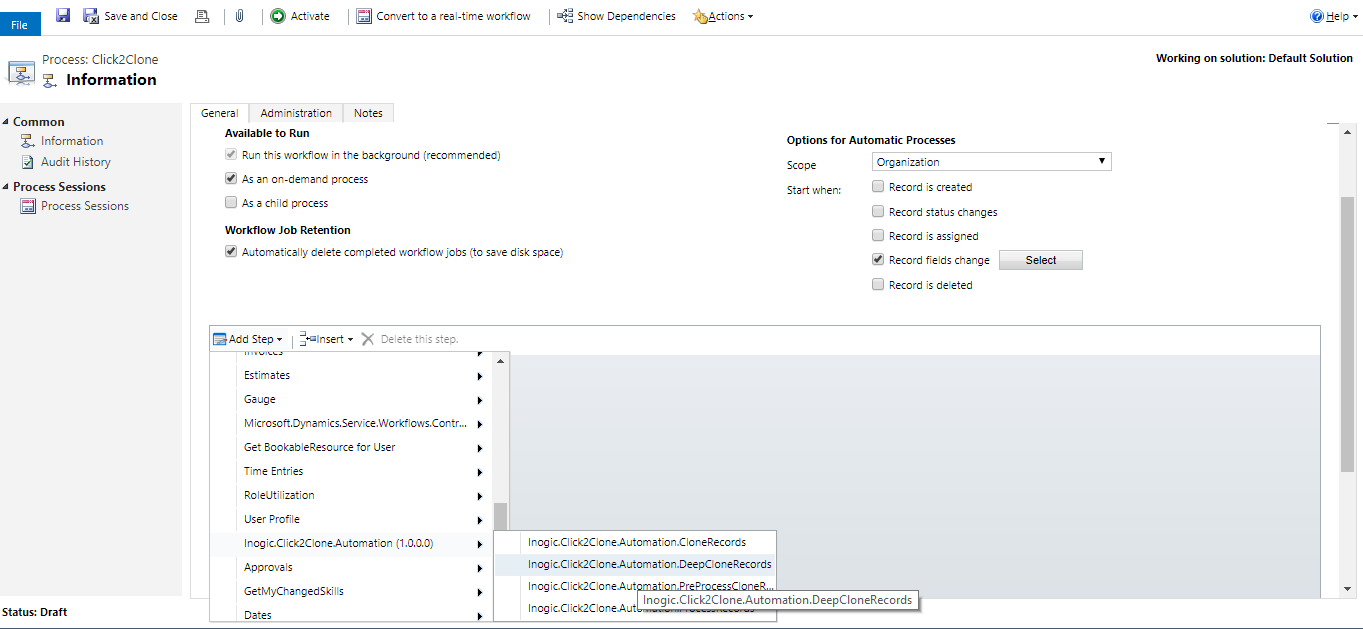 File
Save and Close
Activate
Convert to a real-time workflow
Show Dependencies
Actions
Help
Process: Click2Clone
Information
Working on solution: Default Solution
Common
Information
Audit History
Process Sessions
Process Sessions
General
Administration
Notes
Available to Run
Run this workflow in the background (recommended)
As an on-demand process
As a child process
Workflow Job Retention
Automatically delete completed workflow jobs (to save disk space)
Options for Automatic Processes
Scope
Organization
Start when:
Record is created
Record status changes
Record is assigned
Record fields change
Select
Record is deleted
Add Step
Insert
Delete this step.
Invoices
Estimates
Gauge
Microsoft.Dynamics.Service.Workflows.Contr...
Get BookableResource for User
Time Entries
RoleUtilization
User Profile
Inogic.Click2Clone.Automation (1.0.0.0)
Approvals
GetMyChangedSkills
Dates
Inogic.Click2Clone.Automation.CloneRecords
Inogic.Click2Clone.Automation.DeepCloneRecords
Inogic.Click2Clone.Automation.PreProcessCloneR...
Inogic.Click2Clone.Automation.ProcessRecords
Inogic.Click2Clone.Automation.DeepCloneRecords
Status: Draft